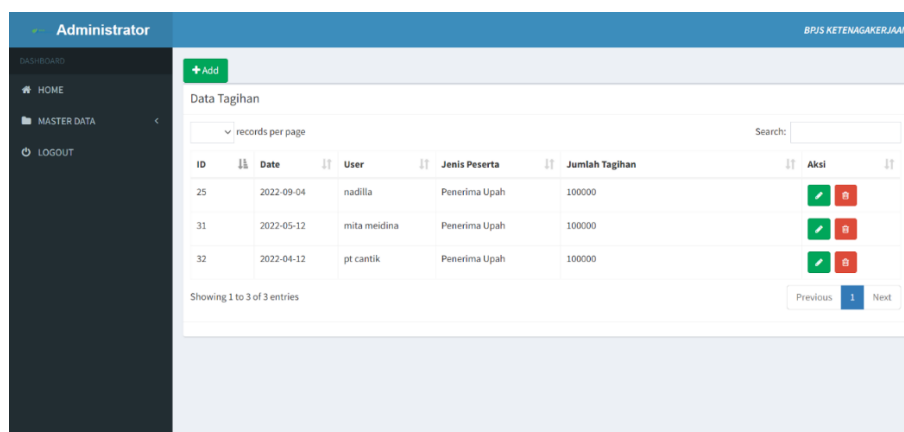 Administrator
BPJS KETENAGAKERJAAN
DASHBOARD
+ Add
HOME
Data Tagihan
MASTER DATA
records per page
Search:
LOGOUT
ID Date User Jenis Peserta Jumlah Tagihan Aksi
25 2022-09-04 nadilla Penerima Upah 100000
31 2022-05-12 mita meidina Penerima Upah 100000
32 2022-04-12 pt cantik Penerima Upah 100000
Showing 1 to 3 of 3 entries
Previous 1 Next